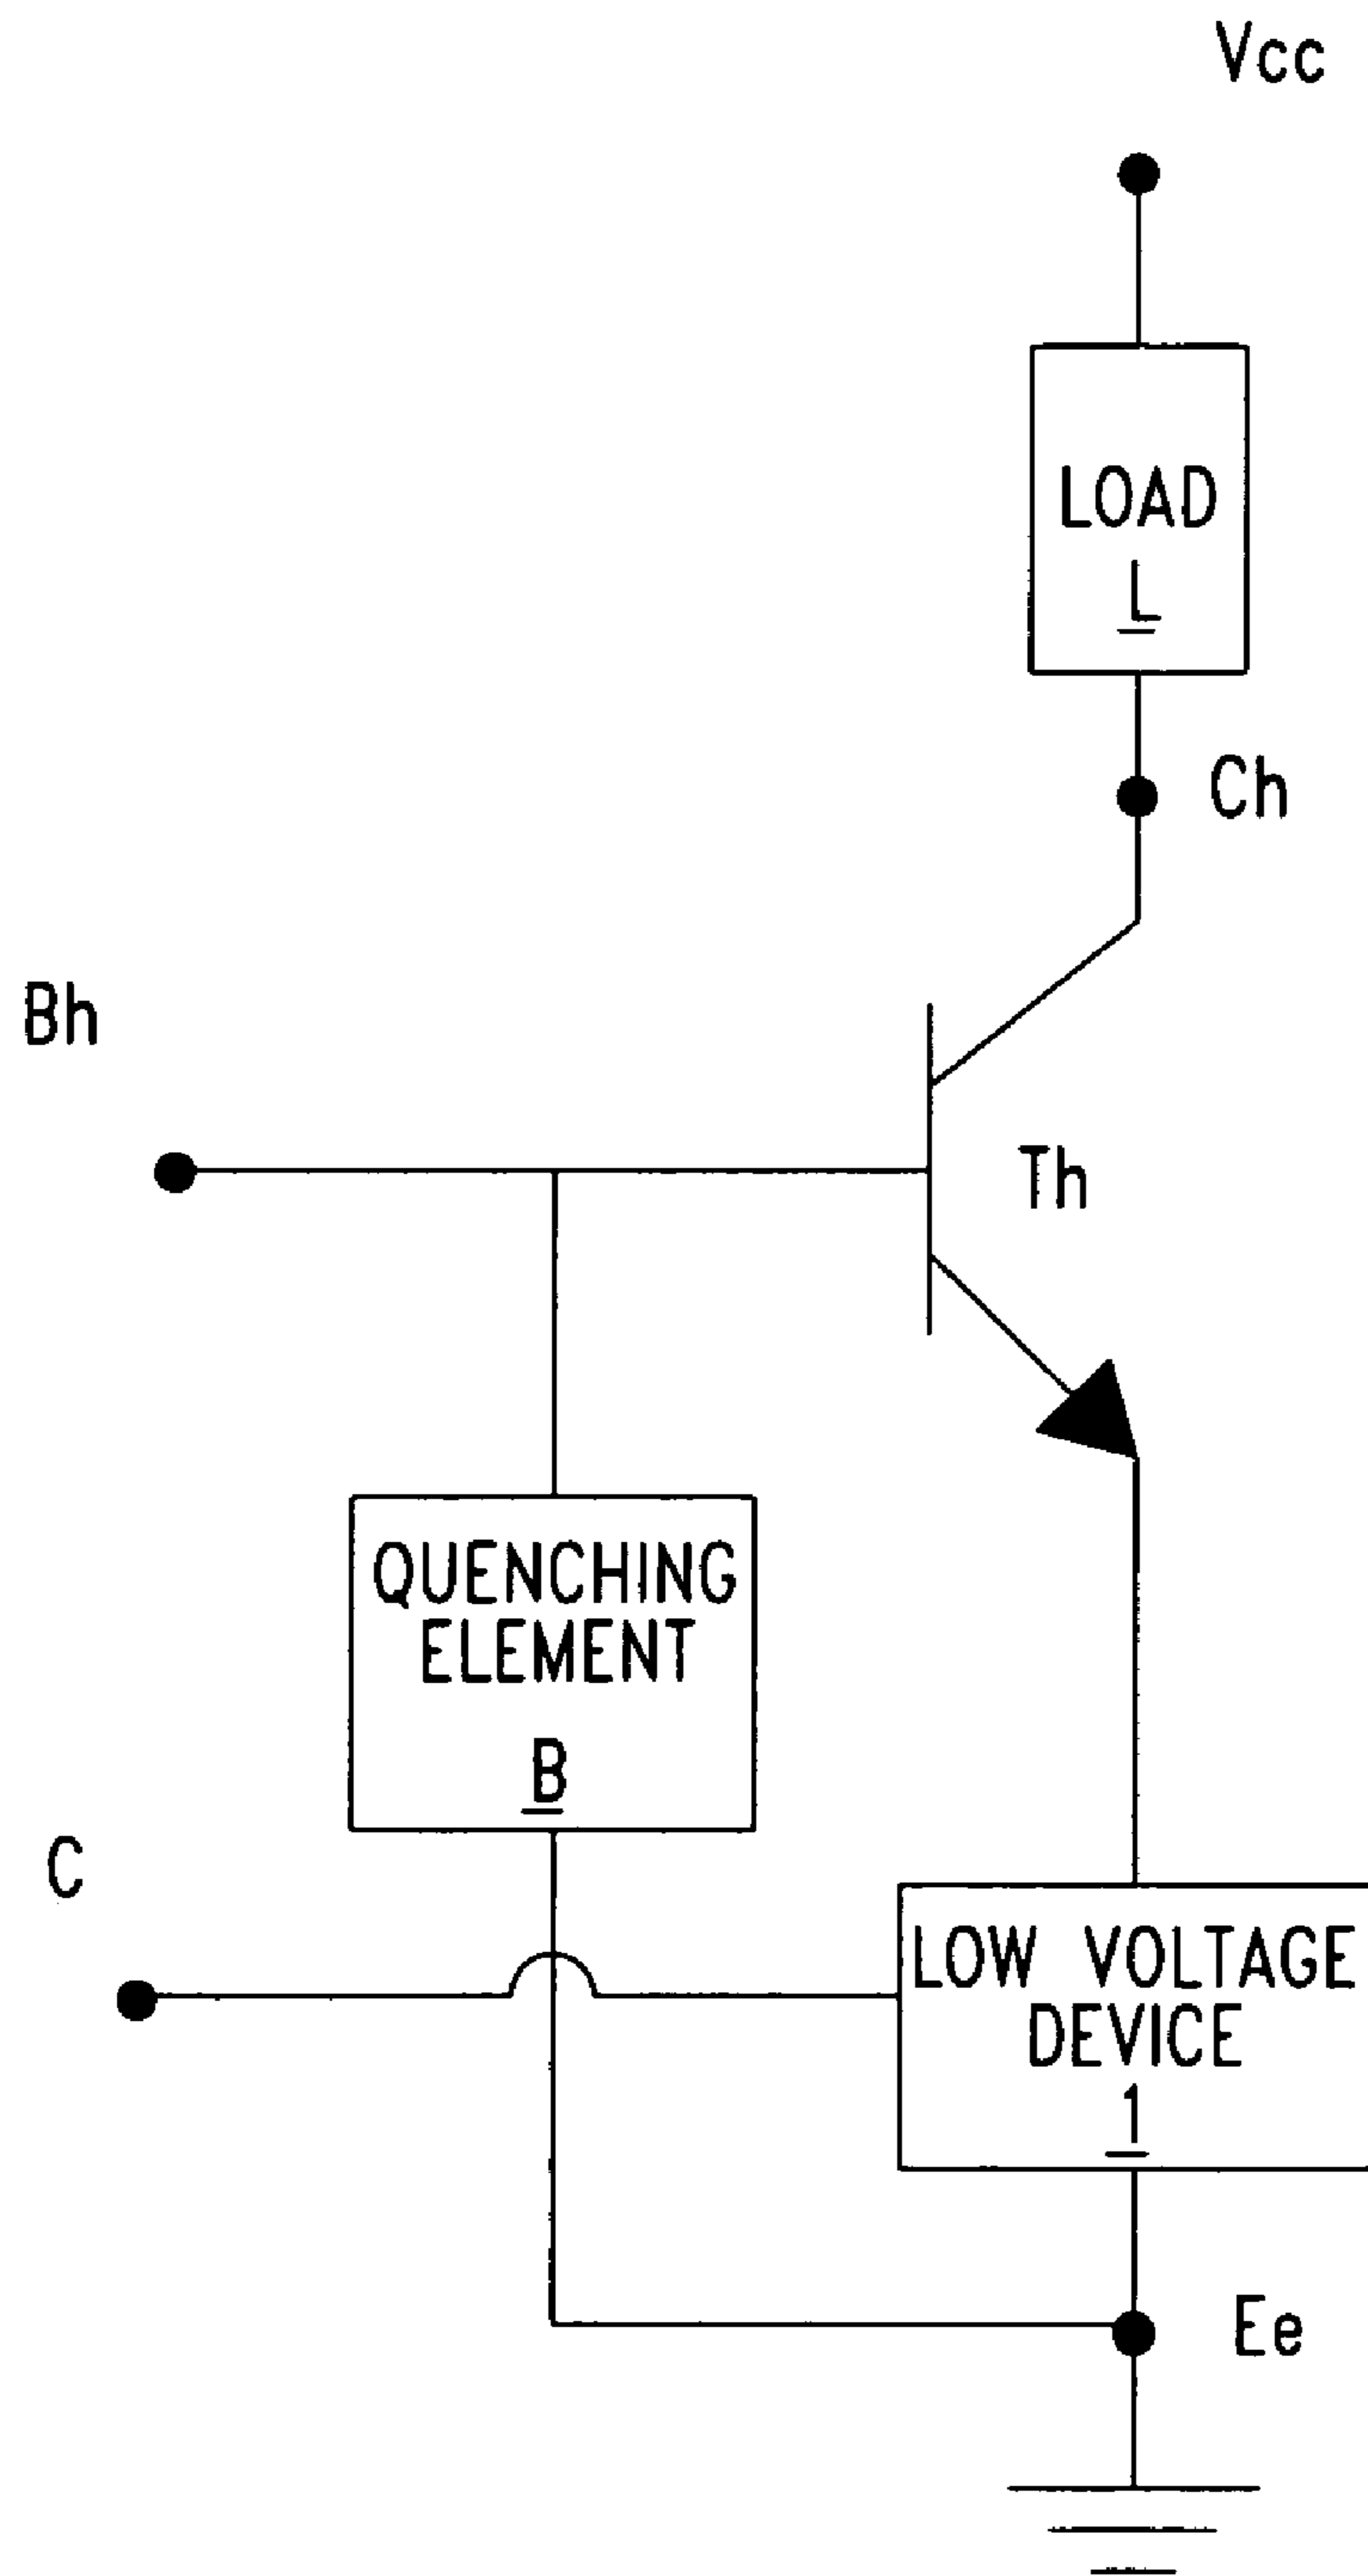 Vcc
LOAD
L
Ch
Bh
Th
QUENCHING
ELEMENT
B
C
LOW VOLTAGE
DEVICE
1
Ee